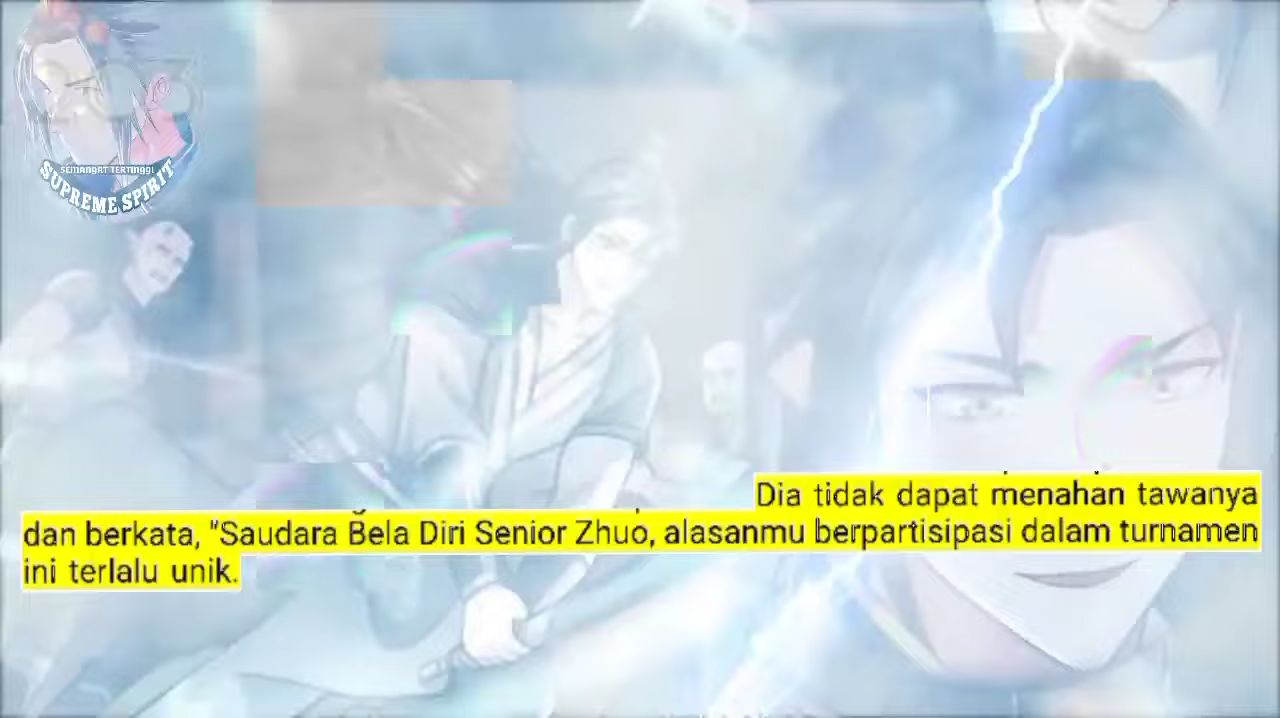 SEMANGAT TERTINGGI
SUPREME SPIRIT
Dia tidak dapat menahan tawanya
dan berkata, "Saudara Bela Diri Senior Zhuo, alasanmu berpartisipasi dalam turnamen
ini terlalu unik.